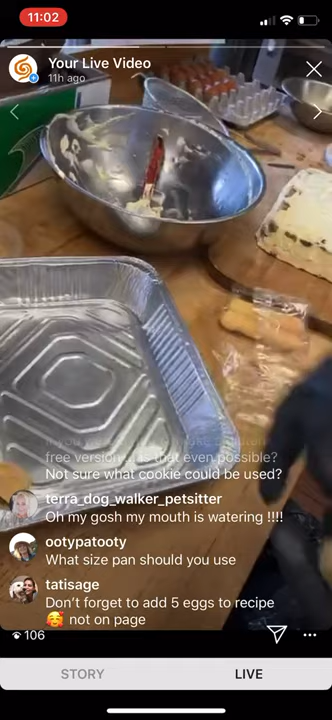 11:02
Your Live Video
11h ago
free version
is that even possible?
Not sure what cookie could be used?
terra_dog_walker_petsitter
Oh my gosh my mouth is watering !!!!
ootypatooty
What size pan should you use
tatisage
Don't forget to add 5 eggs to recipe
🥰 not on page
106
STORY
LIVE